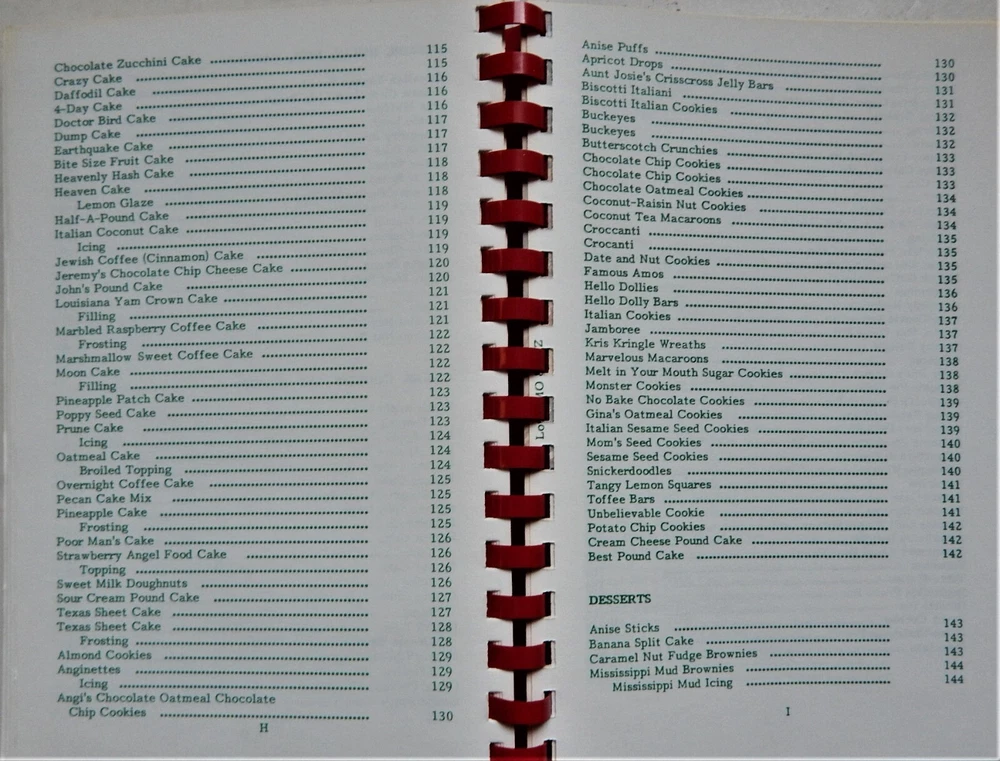 Chocolate Zucchini Cake 115
Crazy Cake 115
Daffodil Cake 116
4-Day Cake 116
Doctor Bird Cake 116
Dump Cake 117
Earthquake Cake 117
Bite Size Fruit Cake 117
Heavenly Hash Cake 118
Heaven Cake 118
Lemon Glaze 118
Half-A-Pound Cake 119
Italian Coconut Cake 119
Icing 119
Jewish Coffee (Cinnamon) Cake 119
Jeremy's Chocolate Chip Cheese Cake 120
John's Pound Cake 120
Louisiana Yam Crown Cake 121
Filling 121
Marbled Raspberry Coffee Cake 121
Frosting 122
Marshmallow Sweet Coffee Cake 122
Moon Cake 122
Filling 122
Pineapple Patch Cake 123
Poppy Seed Cake 123
Prune Cake 123
Icing 124
Oatmeal Cake 124
Broiled Topping 124
Overnight Coffee Cake 125
Pecan Cake Mix 125
Pineapple Cake 125
Frosting 125
Poor Man's Cake 126
Strawberry Angel Food Cake 126
Topping 126
Sweet Milk Doughnuts 126
Sour Cream Pound Cake 127
Texas Sheet Cake 127
Texas Sheet Cake 128
Frosting 128
Almond Cookies 129
Anginettes 129
Icing 129
Angi's Chocolate Oatmeal Chocolate
Chip Cookies 130
H
Anise Puffs 130
Apricot Drops 130
Aunt Josie's Crisscross Jelly Bars 131
Biscotti Italiani 131
Biscotti Italian Cookies 132
Buckeyes 132
Buckeyes 132
Butterscotch Crunchies 133
Chocolate Chip Cookies 133
Chocolate Chip Cookies 133
Chocolate Oatmeal Cookies 134
Coconut-Raisin Nut Cookies 134
Coconut Tea Macaroons 134
Croccanti 135
Crocanti 135
Date and Nut Cookies 135
Famous Amos 135
Hello Dollies 136
Hello Dolly Bars 136
Italian Cookies 137
Jamboree 137
Kris Kringle Wreaths 137
Marvelous Macaroons 138
Melt in Your Mouth Sugar Cookies 138
Monster Cookies 138
No Bake Chocolate Cookies 139
Gina's Oatmeal Cookies 139
Italian Sesame Seed Cookies 139
Mom's Seed Cookies 140
Sesame Seed Cookies 140
Snickerdoodles 140
Tangy Lemon Squares 141
Toffee Bars 141
Unbelievable Cookie 141
Potato Chip Cookies 142
Cream Cheese Pound Cake 142
Best Pound Cake 142
DESSERTS
Anise Sticks 143
Banana Split Cake 143
Caramel Nut Fudge Brownies 143
Mississippi Mud Brownies 144
Mississippi Mud Icing 144
I